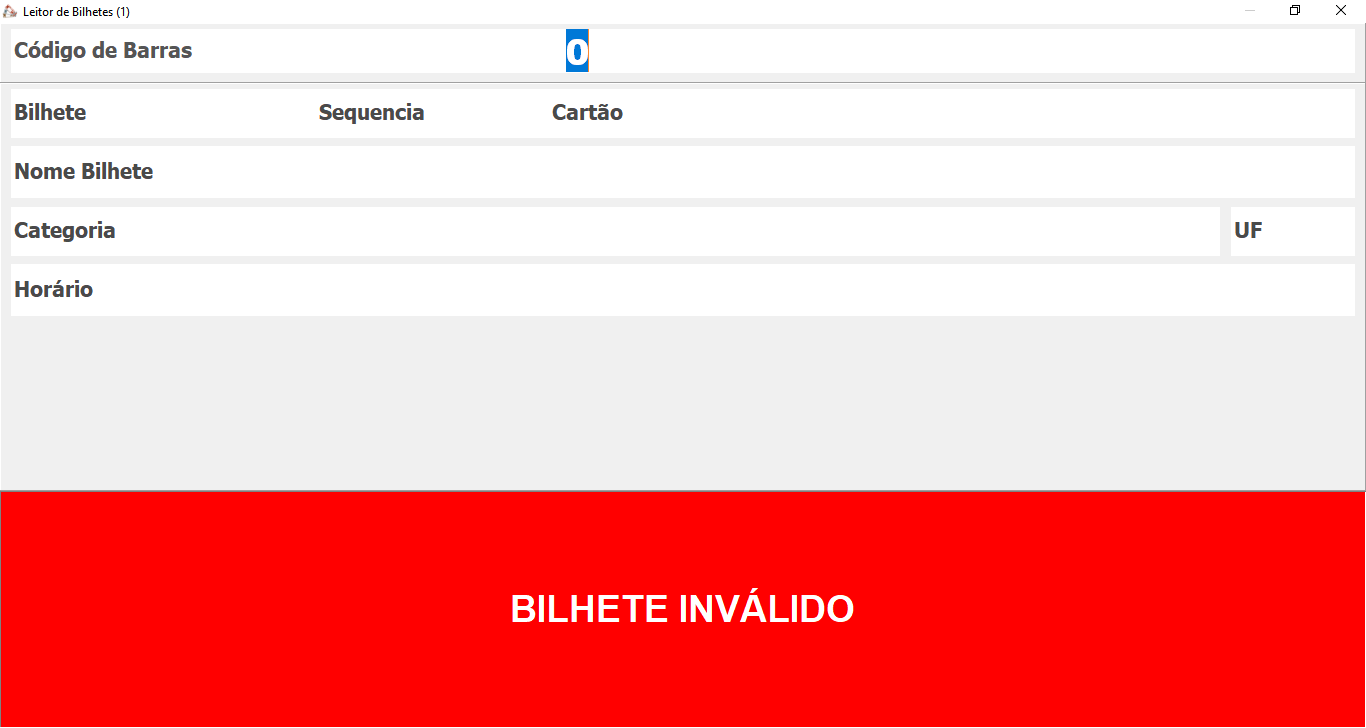 Leitor de Bilhetes (1)
Código de Barras 0
Bilhete Sequencia Cartão
Nome Bilhete
Categoria UF
Horário
BILHETE INVÁLIDO